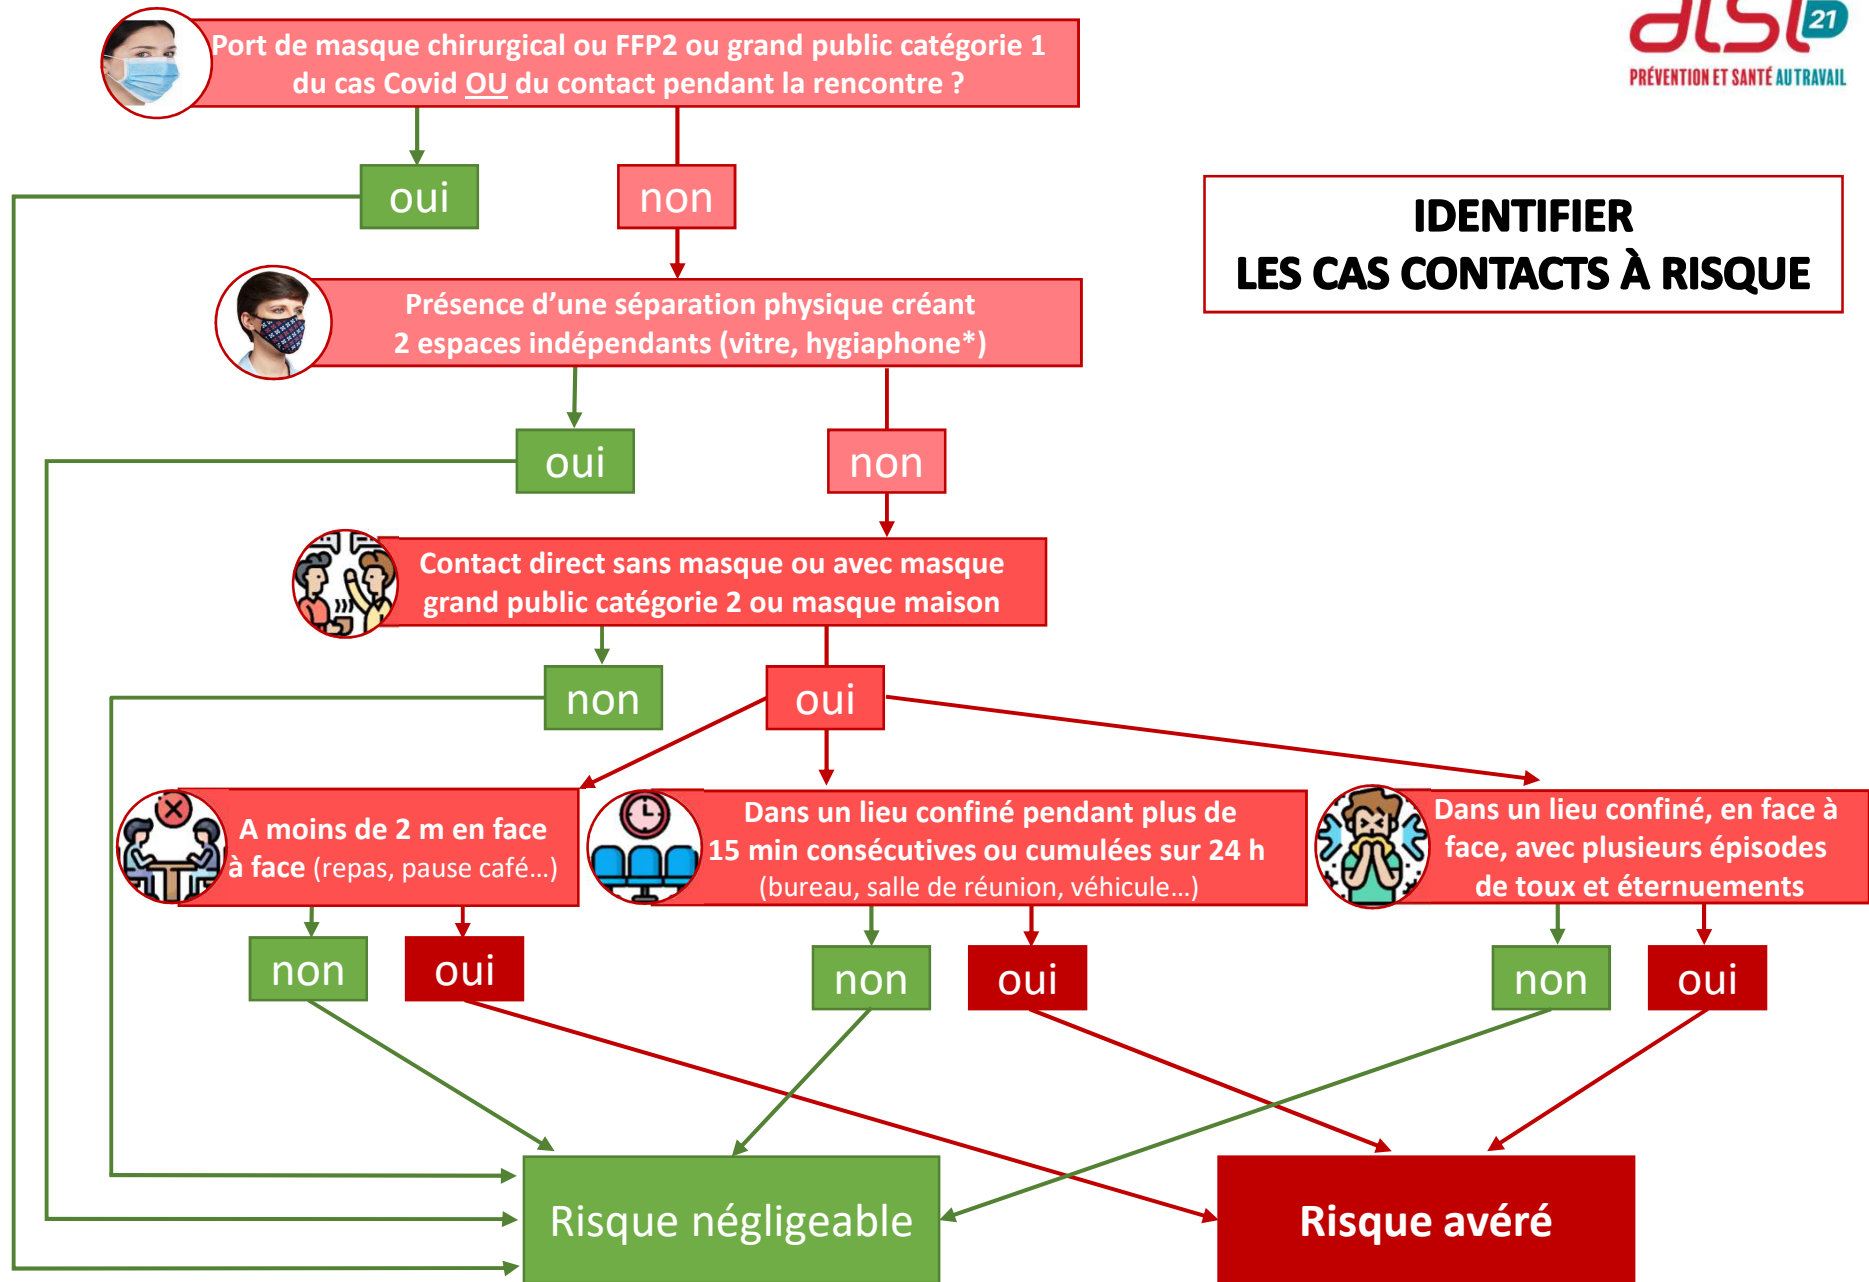 aist 21
PRÉVENTION ET SANTÉ AU TRAVAIL
Port de masque chirurgical ou FFP2 ou grand public catégorie 1
du cas Covid OU du contact pendant la rencontre ?
oui
non
IDENTIFIER
LES CAS CONTACTS À RISQUE
Présence d’une séparation physique créant
2 espaces indépendants (vitre, hygiaphone*)
oui
non
Contact direct sans masque ou avec masque
grand public catégorie 2 ou masque maison
non
oui
A moins de 2 m en face
à face (repas, pause café…)
Dans un lieu confiné pendant plus de
15 min consécutives ou cumulées sur 24 h
(bureau, salle de réunion, véhicule…)
Dans un lieu confiné, en face à
face, avec plusieurs épisodes
de toux et éternuements
non
oui
non
oui
non
oui
Risque négligeable
Risque avéré